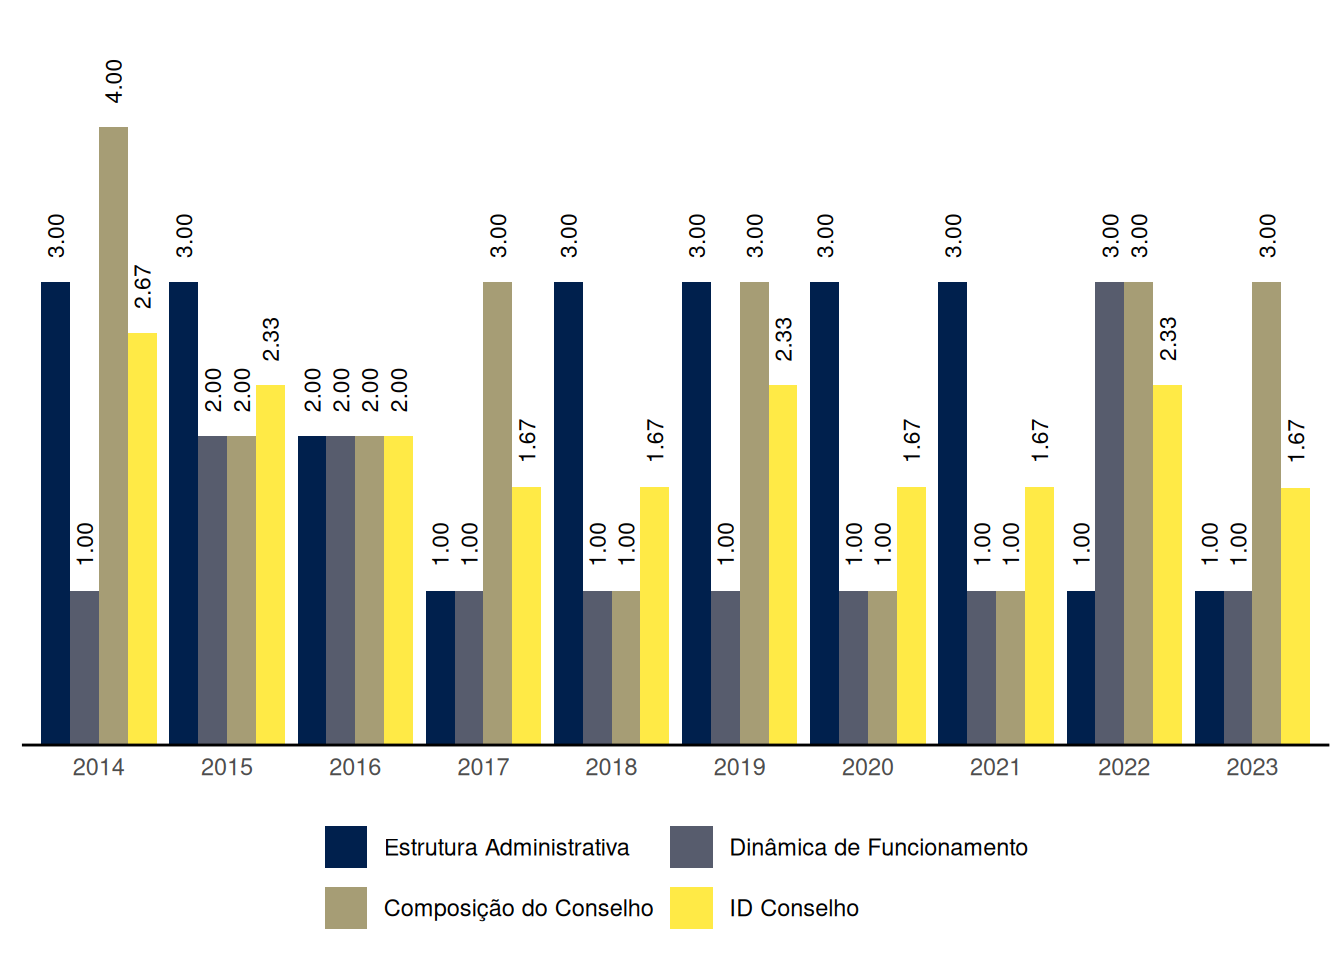 3.00 1.00 4.00 2.67 3.00 2.00 2.00 2.33 2.00 2.00 2.00 2.00 1.00 1.00 3.00 1.67 3.00 1.00 1.00 1.67 3.00 1.00 3.00 2.33 3.00 1.00 1.00 1.67 3.00 1.00 1.00 1.67 1.00 3.00 3.00 2.33 1.00 1.00 3.00 1.67
2014 2015 2016 2017 2018 2019 2020 2021 2022 2023
Estrutura Administrativa Dinâmica de Funcionamento
Composição do Conselho ID Conselho